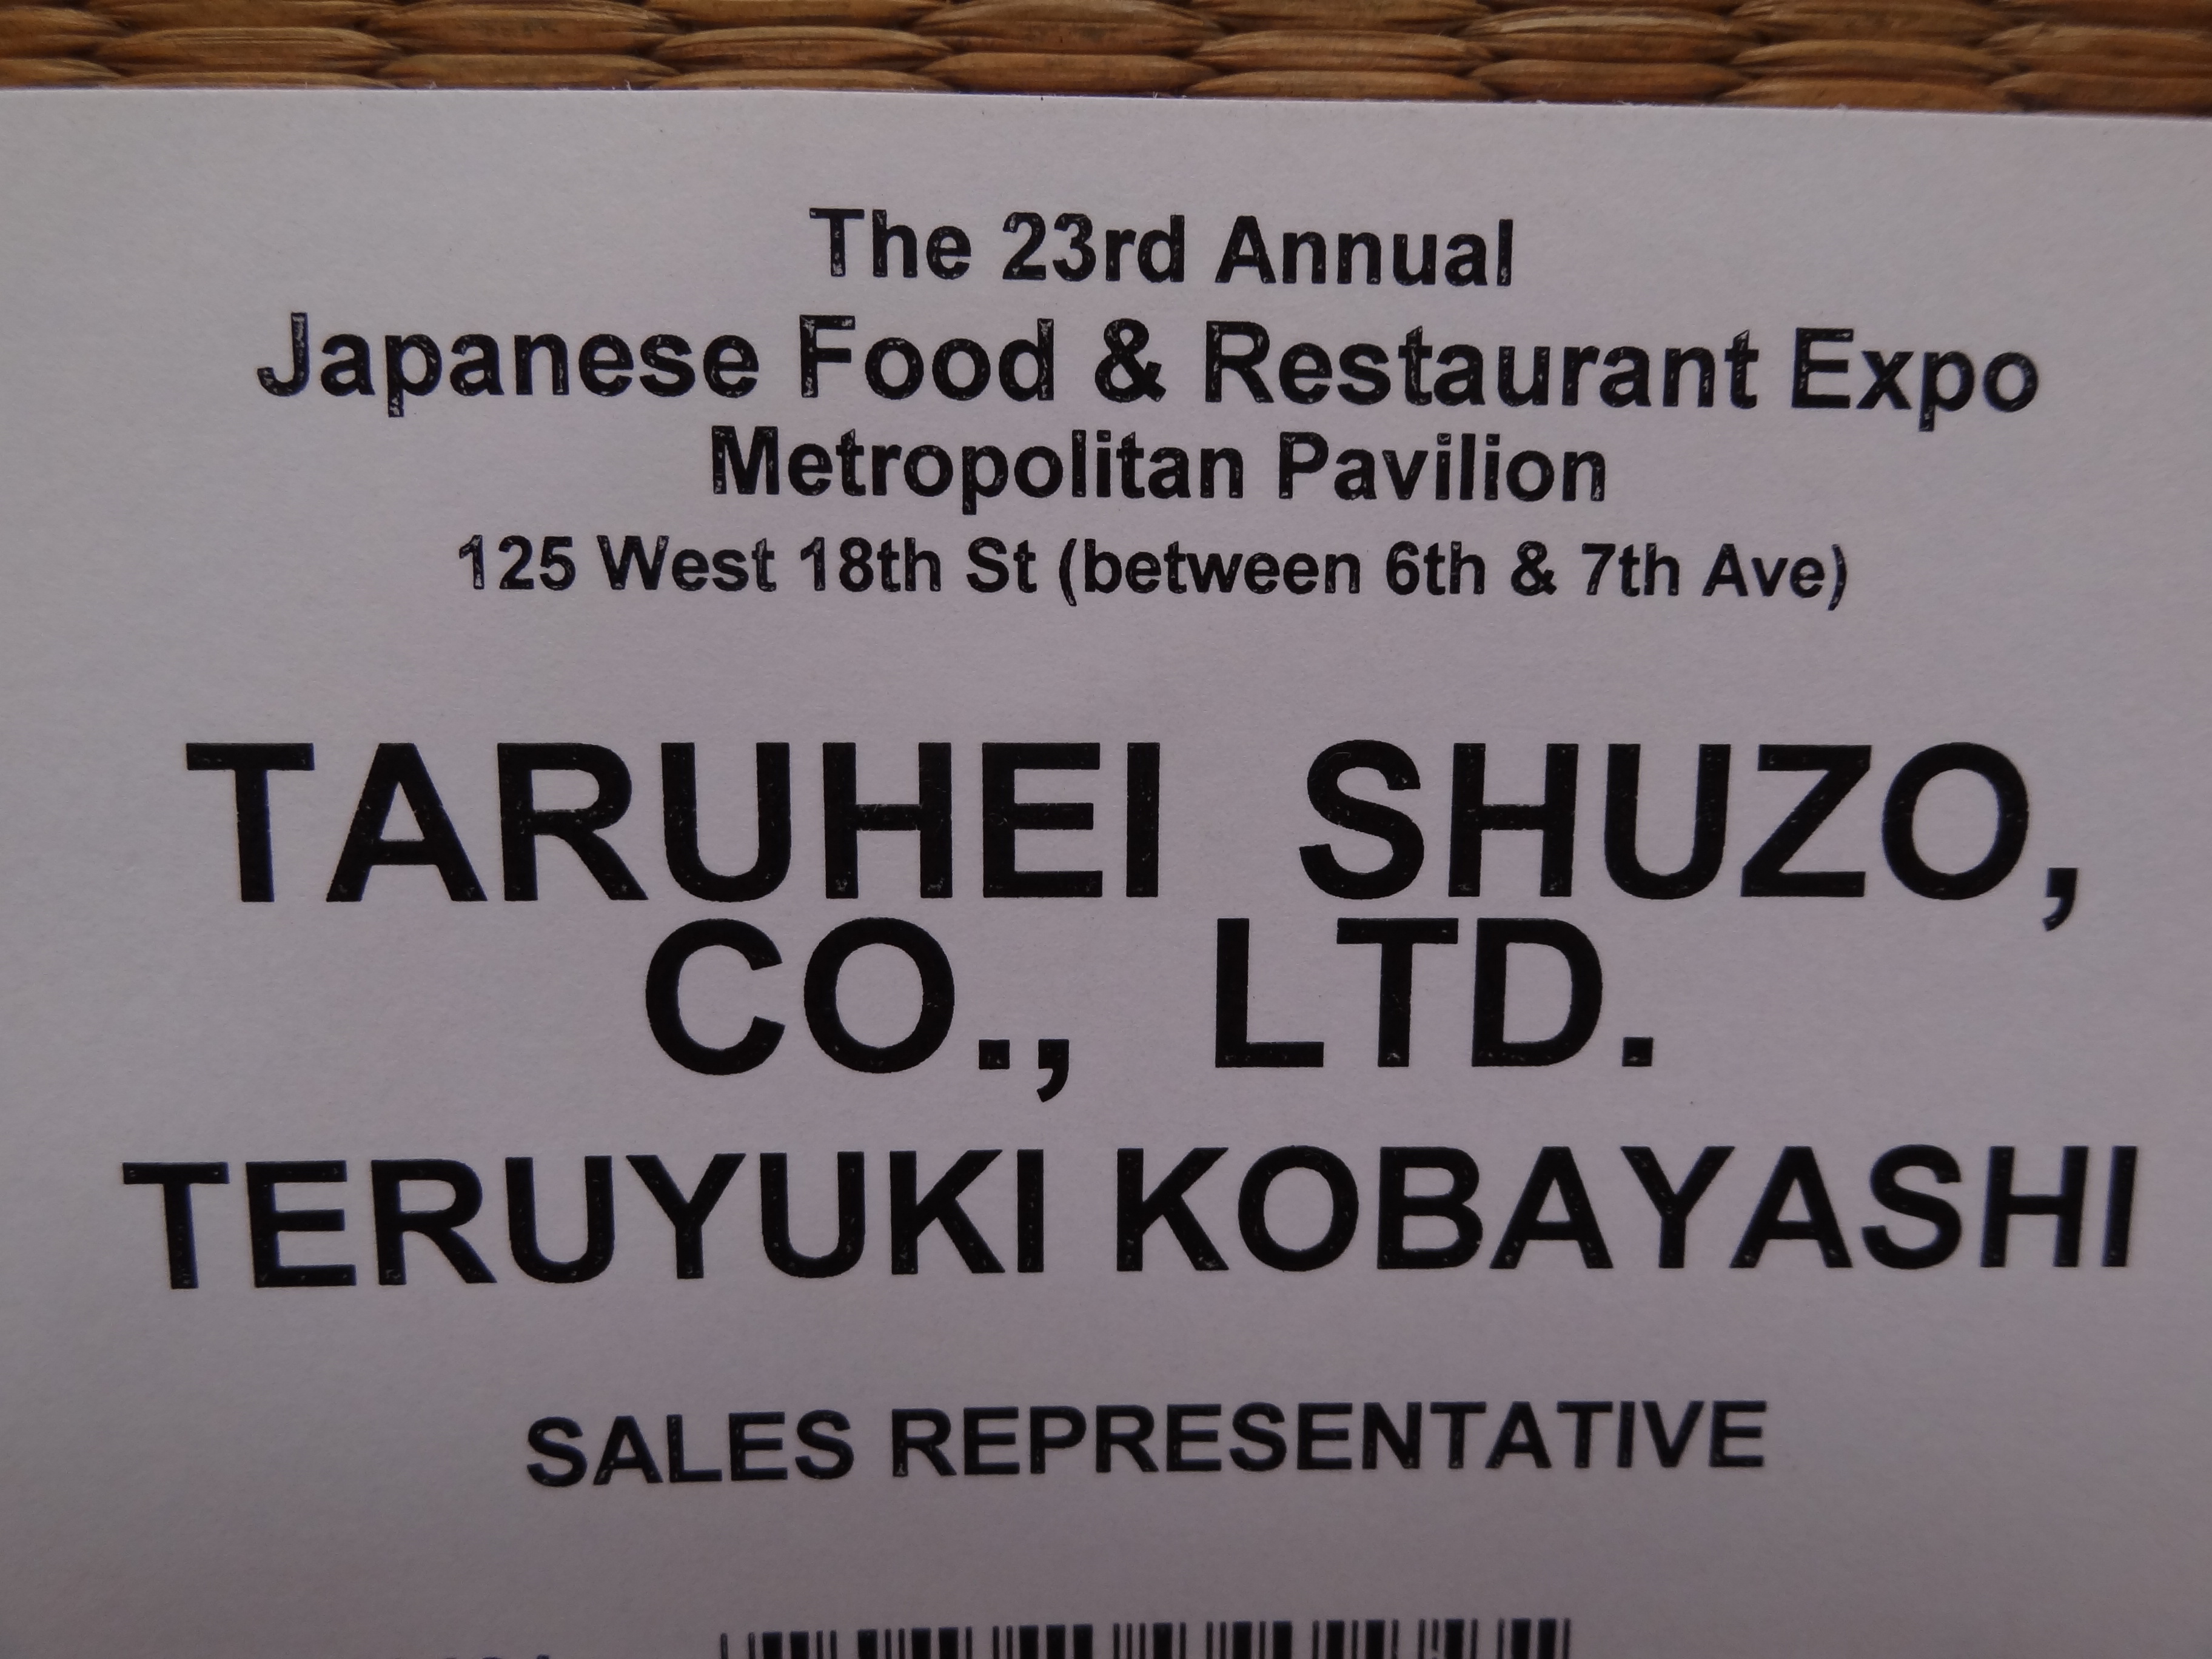 The 23rd Annual
Japanese Food & Restaurant Expo
Metropolitan Pavilion
125 West 18th St (between 6th & 7th Ave)
TARUHEI SHUZO,
CO., LTD.
TERUYUKI KOBAYASHI
SALES REPRESENTATIVE